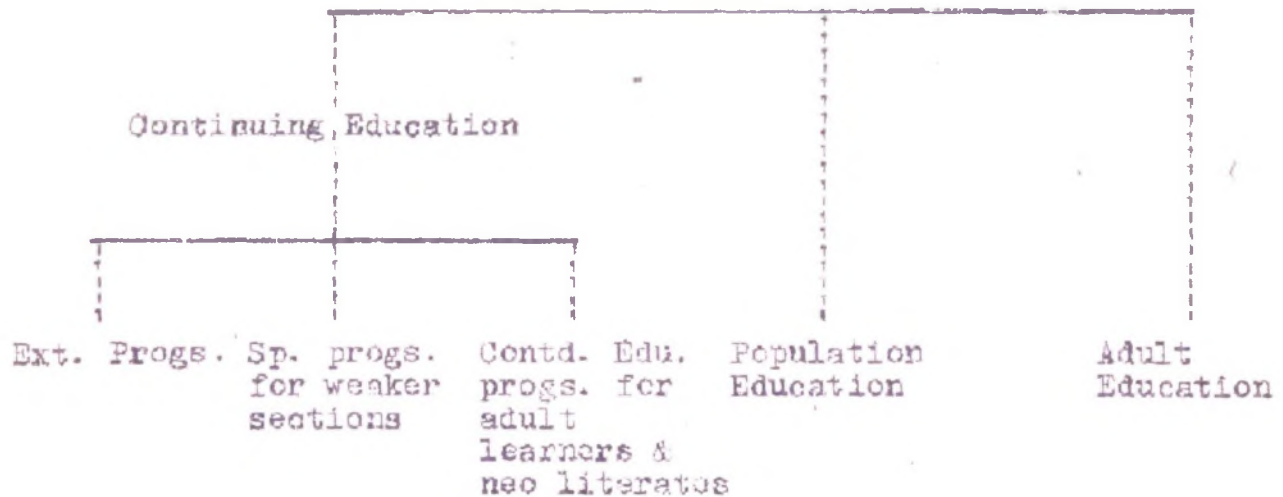 Continuing Education
Ext. Progs.
Sp. progs.
for weaker
sections
Contd. Edu.
progs. for
adult
learners &
neo literates
Population
Education
Adult
Education